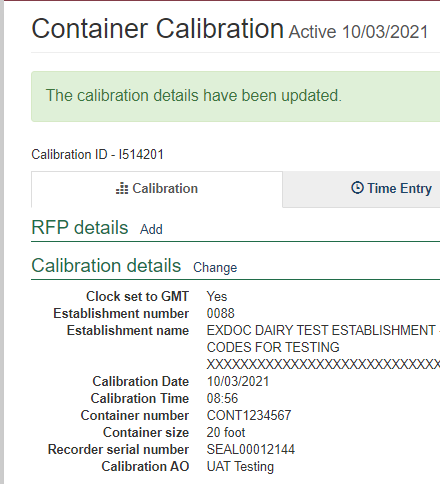 Container Calibration Active 10/03/2021
The calibration details have been updated.
Calibration ID - I514201
Calibration Time Entry
RFP details Add
Calibration details Change
Clock set to GMT Yes
Establishment number 0088
Establishment name EXDOC DAIRY TEST ESTABLISHMENT
CODES FOR TESTING
XXXXXXXXXXXXXXXXXXXXXXXXXXXXX
Calibration Date 10/03/2021
Calibration Time 08:56
Container number CONT1234567
Container size 20 foot
Recorder serial number SEAL00012144
Calibration AO UAT Testing